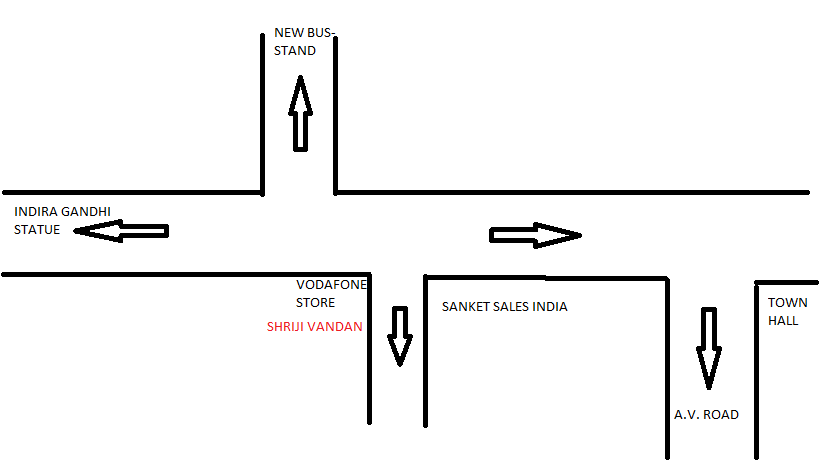 NEW BUS-
STAND
INDIRA GANDHI
STATUE
VODAFONE
STORE
SHRIJI VANDAN
SANKET SALES INDIA
TOWN
HALL
A.V. ROAD